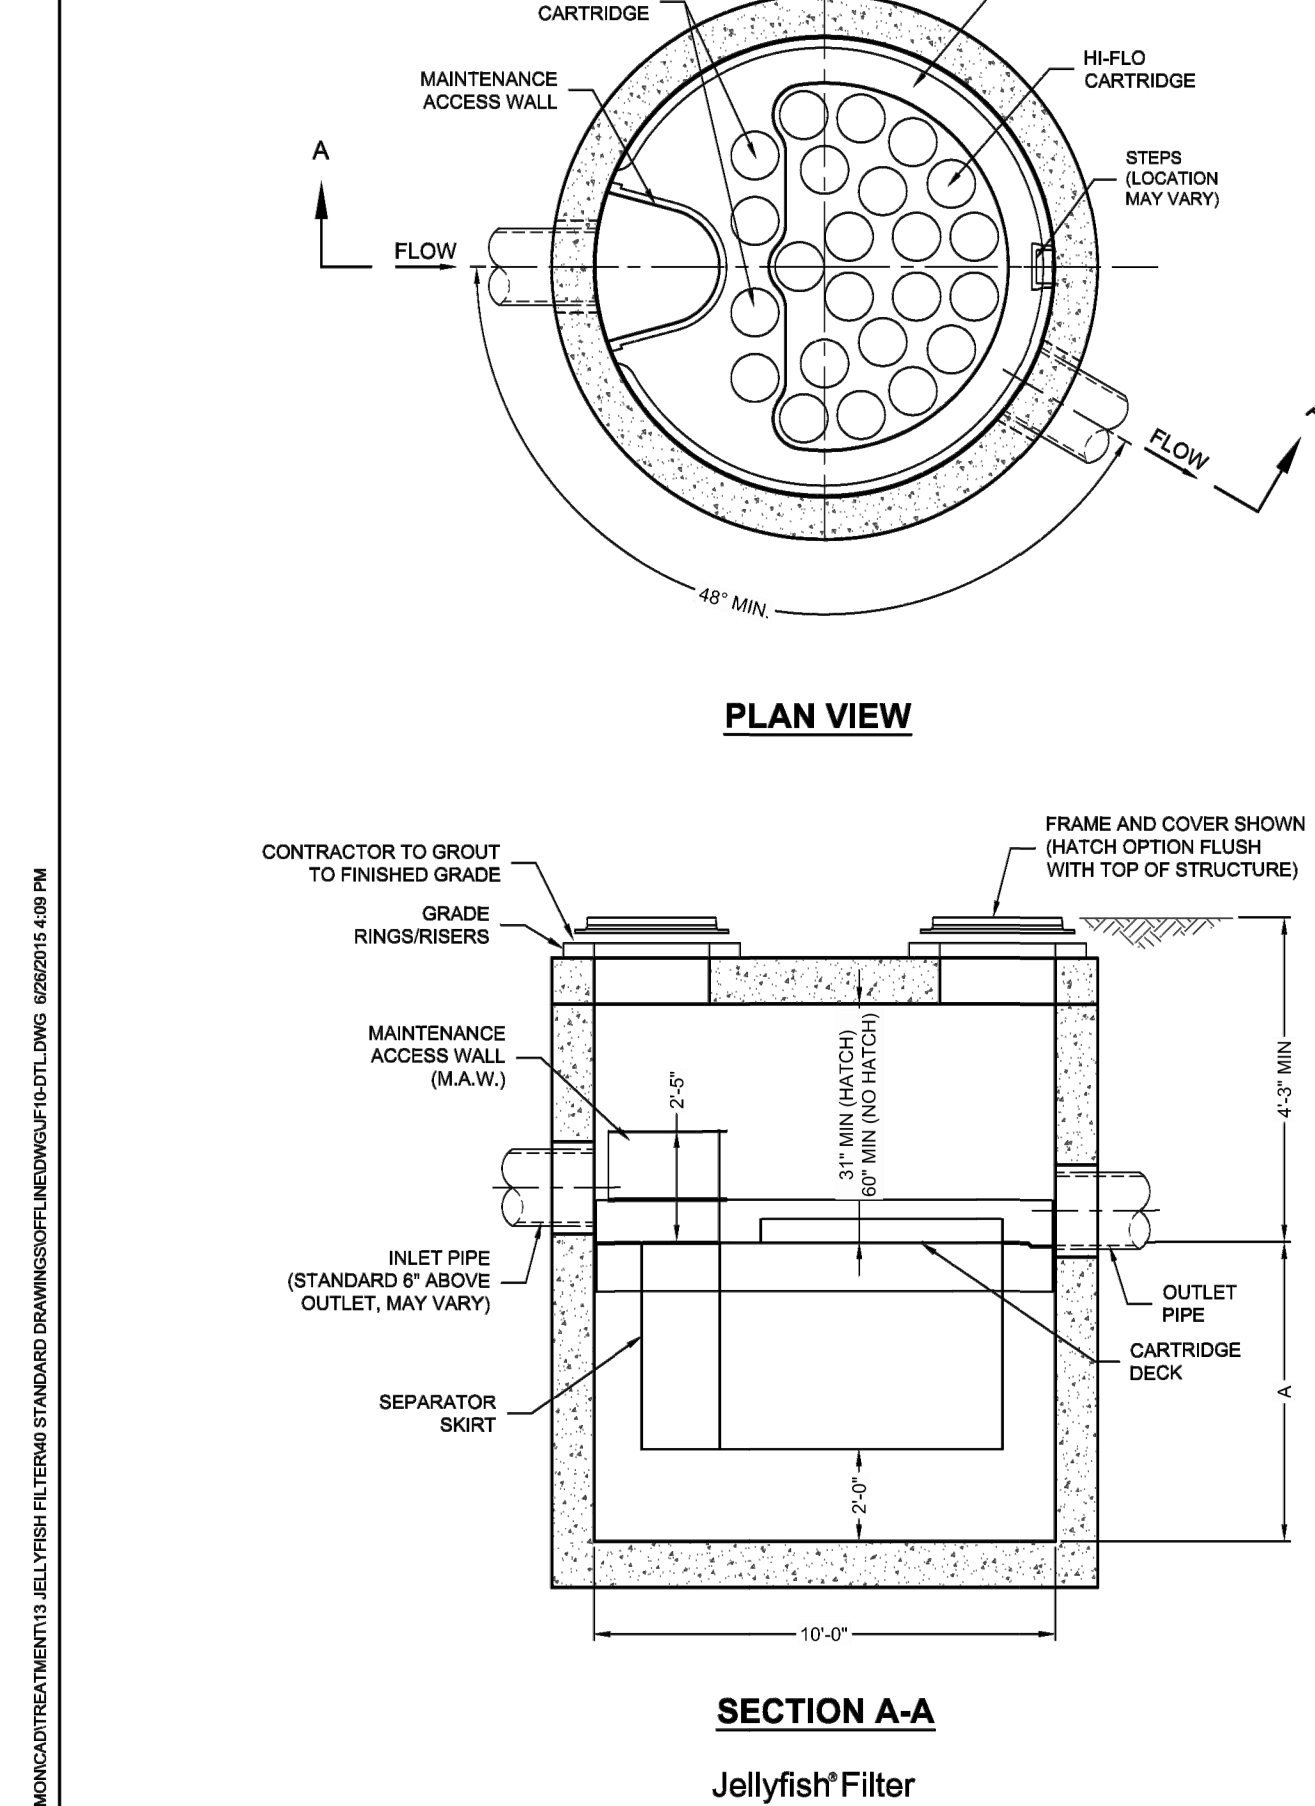 CARTRIDGE
HI-FLO
CARTRIDGE
MAINTENANCE
ACCESS WALL
A
STEPS
(LOCATION
MAY VARY)
FLOW
FLOW
48° MIN.
PLAN VIEW
FRAME AND COVER SHOWN
(HATCH OPTION FLUSH
WITH TOP OF STRUCTURE)
CONTRACTOR TO GROUT
TO FINISHED GRADE
GRADE
RINGS/RISERS
MAINTENANCE
ACCESS WALL
(M.A.W.)
2'-5"
31" MIN (HATCH)
60" MIN (NO HATCH)
4'-3" MIN
INLET PIPE
(STANDARD 6" ABOVE
OUTLET, MAY VARY)
OUTLET
PIPE
CARTRIDGE
DECK
SEPARATOR
SKIRT
A
2'-0"
10'-0"
SECTION A-A
Jellyfish® Filter
MON\CAD\TREATMENT\13 JELLYFISH FILTER\40 STANDARD DRAWINGS\OFFLINE\DWG\JF10-DTL.DWG 6/26/2015 4:09 PM